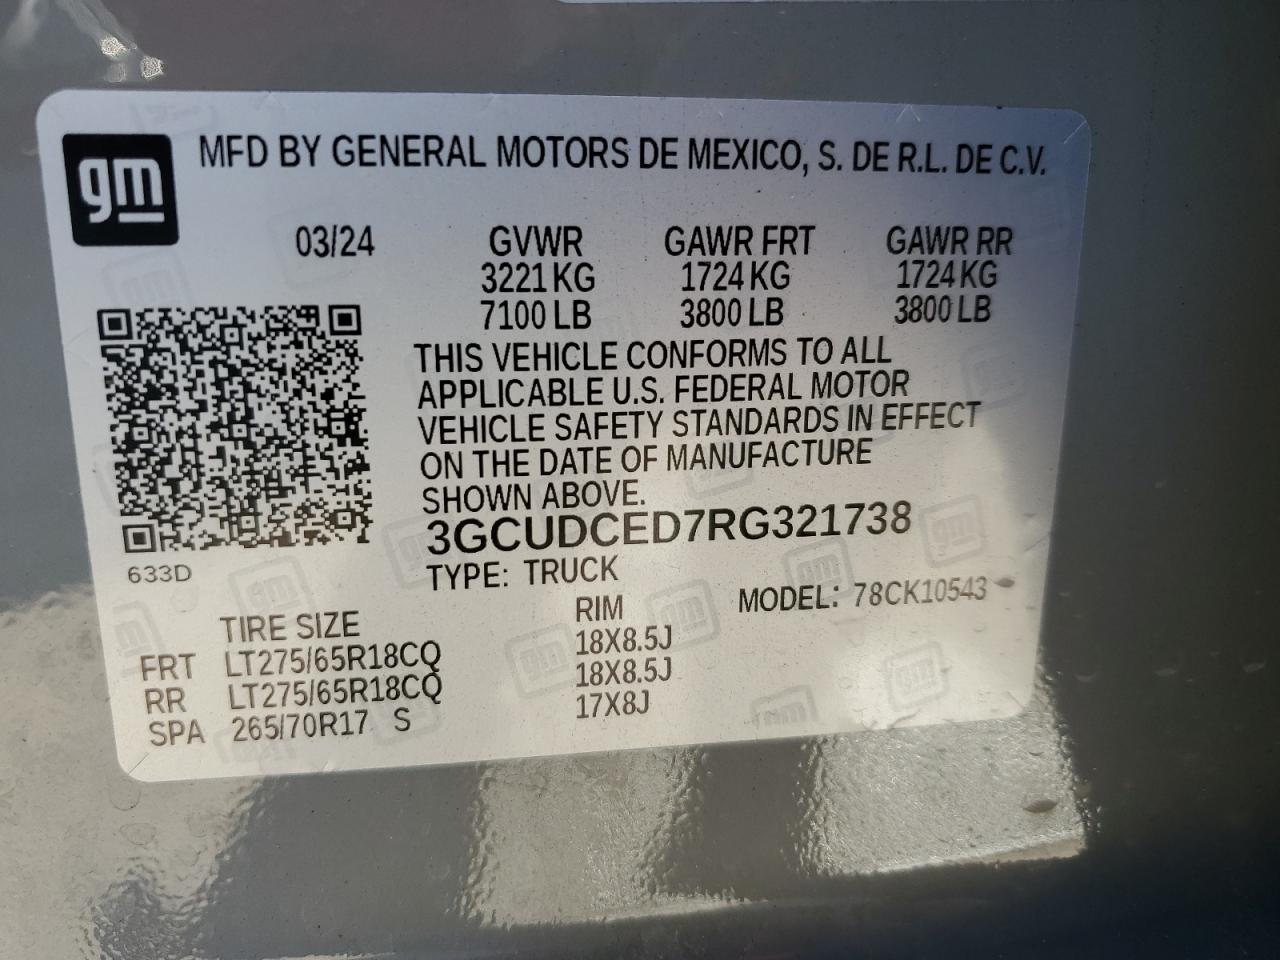 gm
MFD BY GENERAL MOTORS DE MEXICO, S. DE R.L. DE C.V.
03/24 GVWR GAWR FRT GAWR RR
3221 KG 1724 KG 1724 KG
7100 LB 3800 LB 3800 LB
THIS VEHICLE CONFORMS TO ALL
APPLICABLE U.S. FEDERAL MOTOR
VEHICLE SAFETY STANDARDS IN EFFECT
ON THE DATE OF MANUFACTURE
SHOWN ABOVE.
3GCUDCED7RG321738
633D
TYPE: TRUCK
MODEL: 78CK10543
TIRE SIZE RIM
FRT LT275/65R18CQ 18X8.5J
RR LT275/65R18CQ 18X8.5J
SPA 265/70R17 S 17X8J